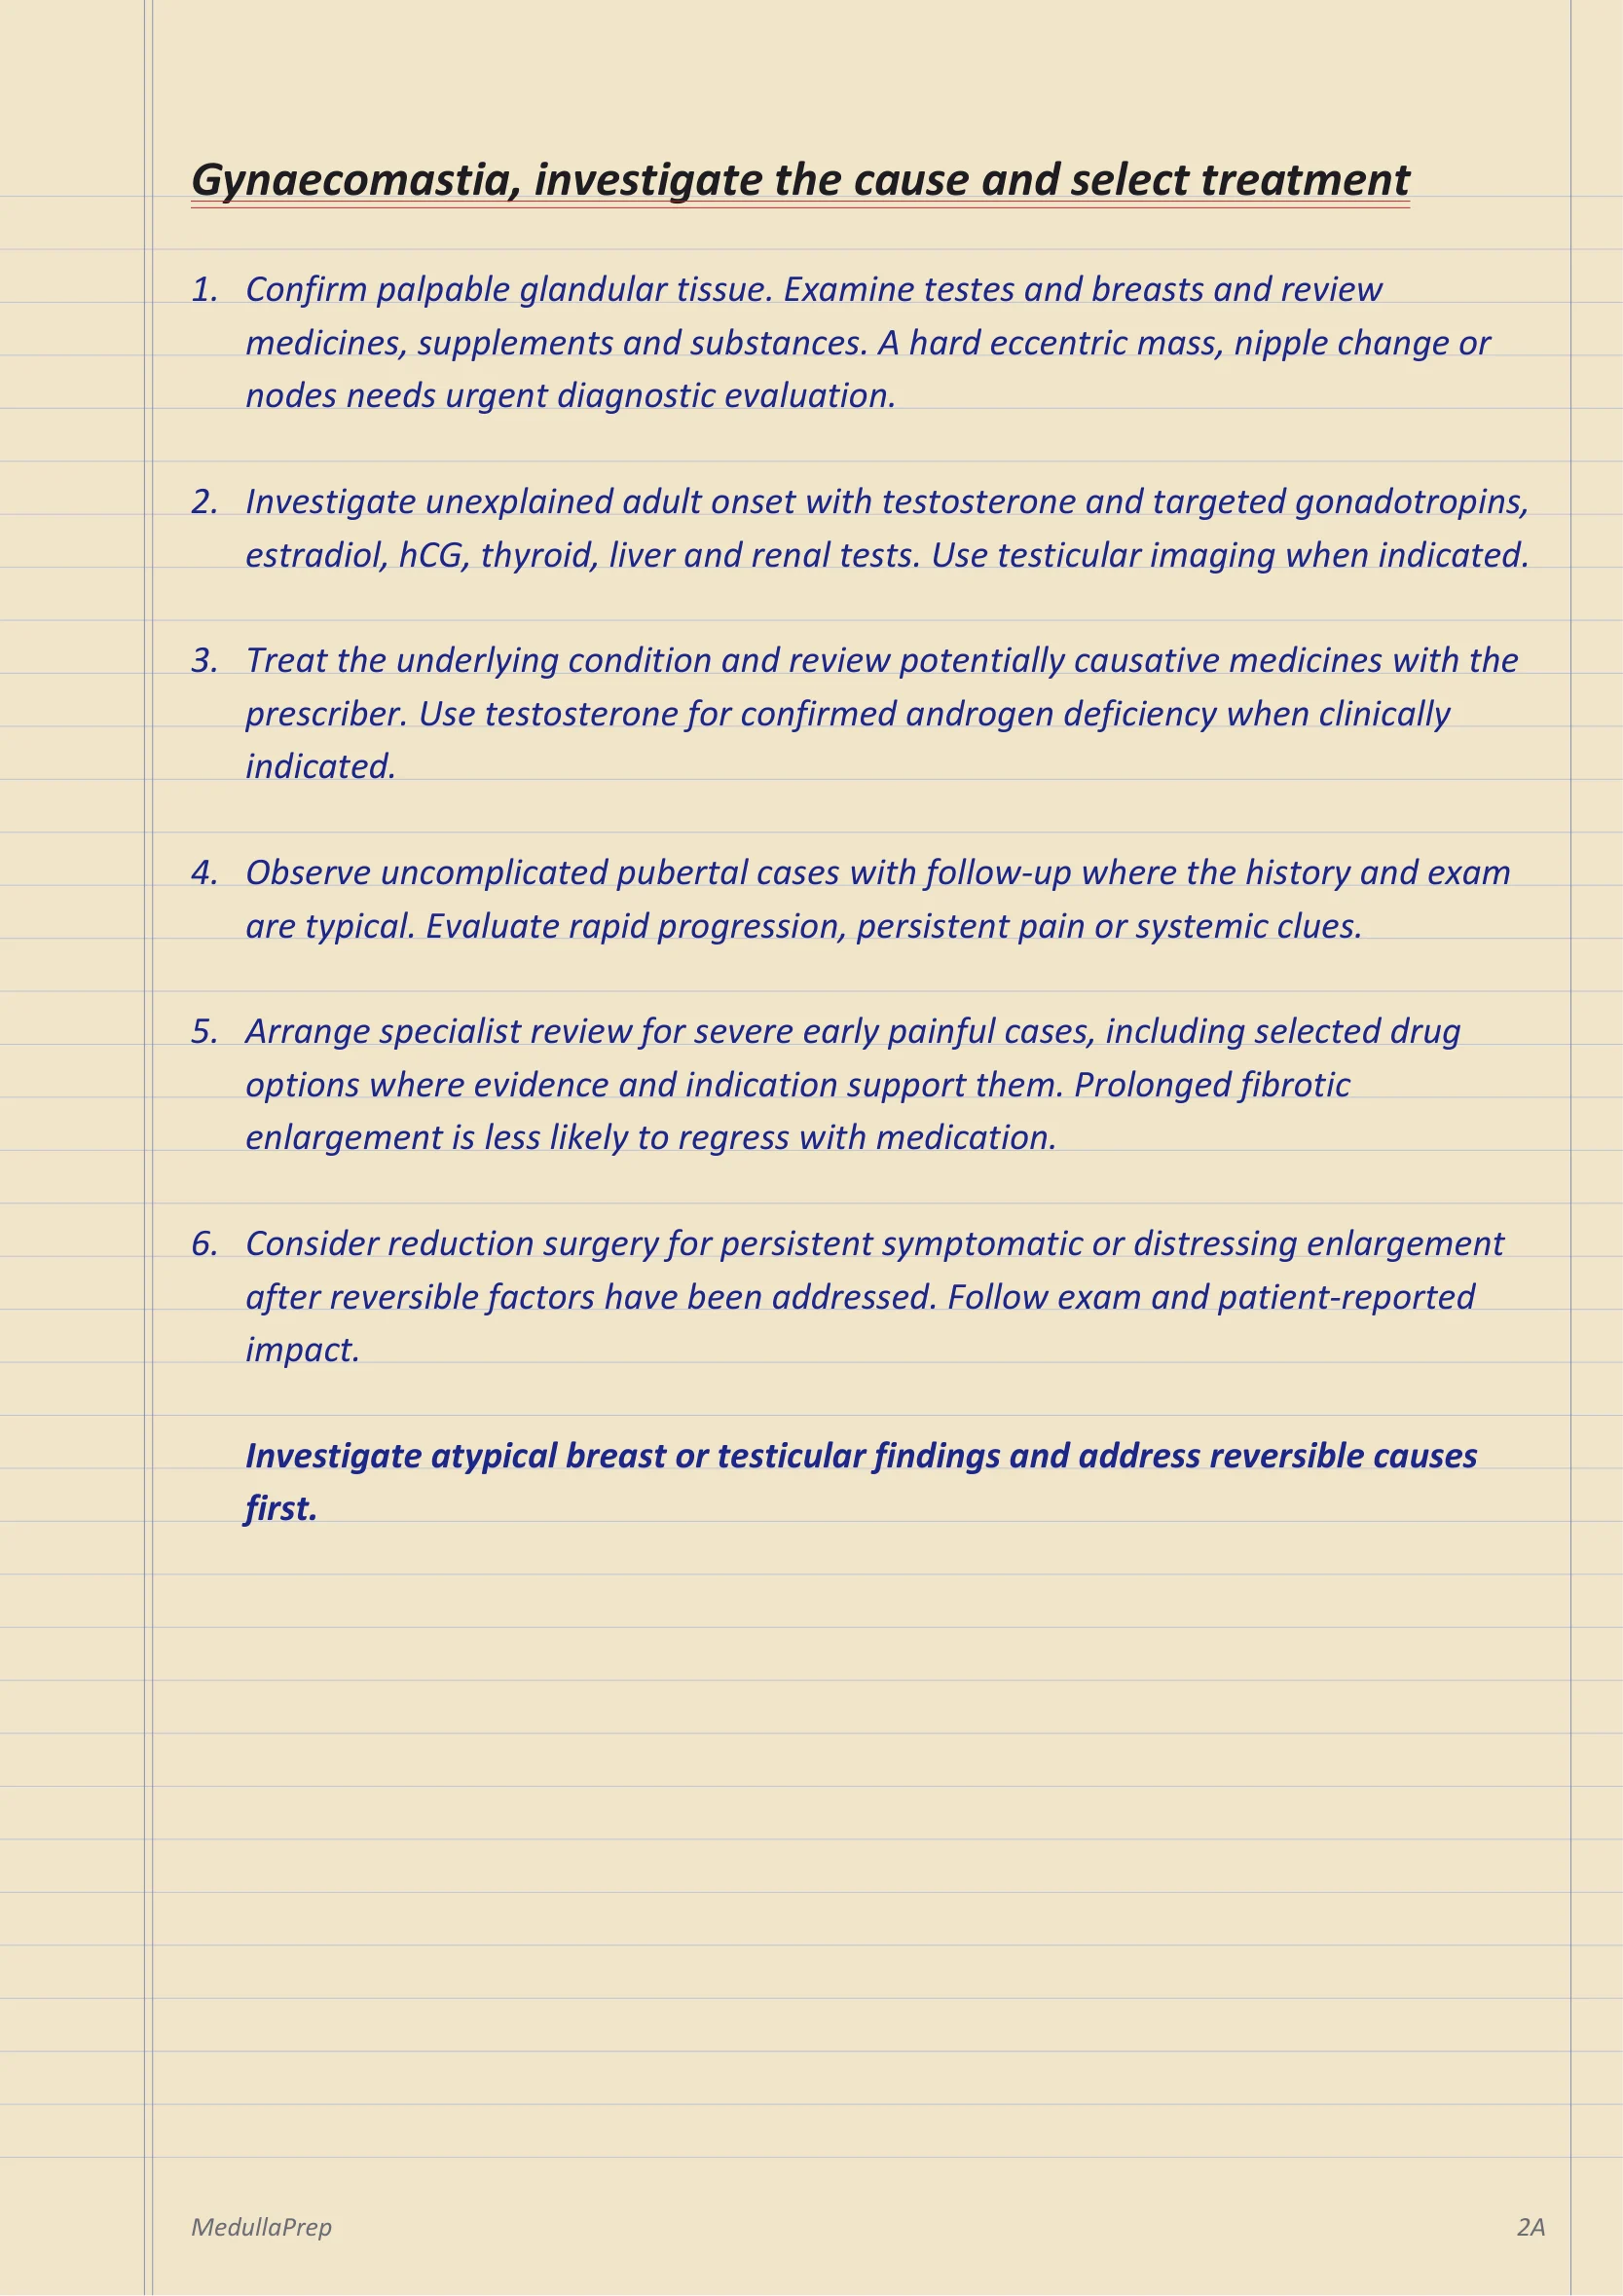 Gynaecomastia, investigate the cause and select treatment
1. Confirm palpable glandular tissue. Examine testes and breasts and review
medicines, supplements and substances. A hard eccentric mass, nipple change or
nodes needs urgent diagnostic evaluation.
2. Investigate unexplained adult onset with testosterone and targeted gonadotropins,
estradiol, hCG, thyroid, liver and renal tests. Use testicular imaging when indicated.
3. Treat the underlying condition and review potentially causative medicines with the
prescriber. Use testosterone for confirmed androgen deficiency when clinically
indicated.
4. Observe uncomplicated pubertal cases with follow-up where the history and exam
are typical. Evaluate rapid progression, persistent pain or systemic clues.
5. Arrange specialist review for severe early painful cases, including selected drug
options where evidence and indication support them. Prolonged fibrotic
enlargement is less likely to regress with medication.
6. Consider reduction surgery for persistent symptomatic or distressing enlargement
after reversible factors have been addressed. Follow exam and patient-reported
impact.
Investigate atypical breast or testicular findings and address reversible causes
first.
MedullaPrep
2A